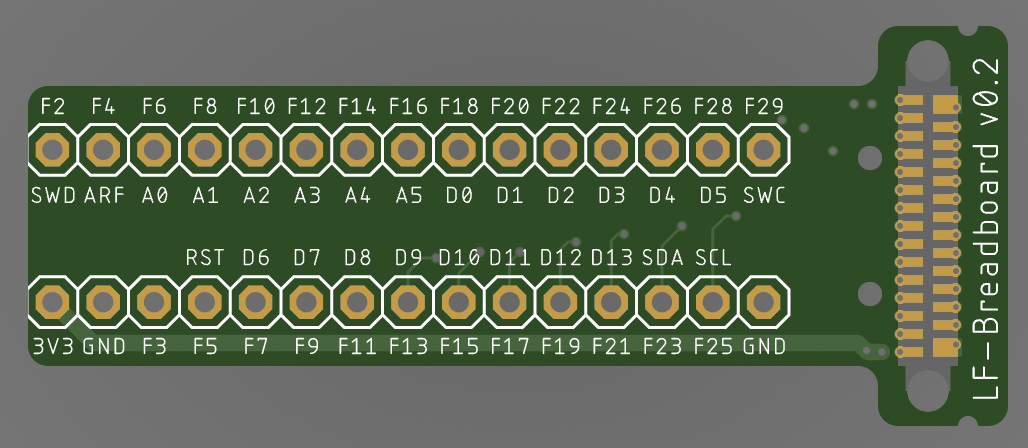 F2 F4 F6 F8 F10 F12 F14 F16 F18 F20 F22 F24 F26 F28 F29
SWD ARF A0 A1 A2 A3 A4 A5 D0 D1 D2 D3 D4 D5 SWC
RST D6 D7 D8 D9 D10 D11 D12 D13 SDA SCL
3V3 GND F3 F5 F7 F9 F11 F13 F15 F17 F19 F21 F23 F25 GND
LF-Breadboard v0.2